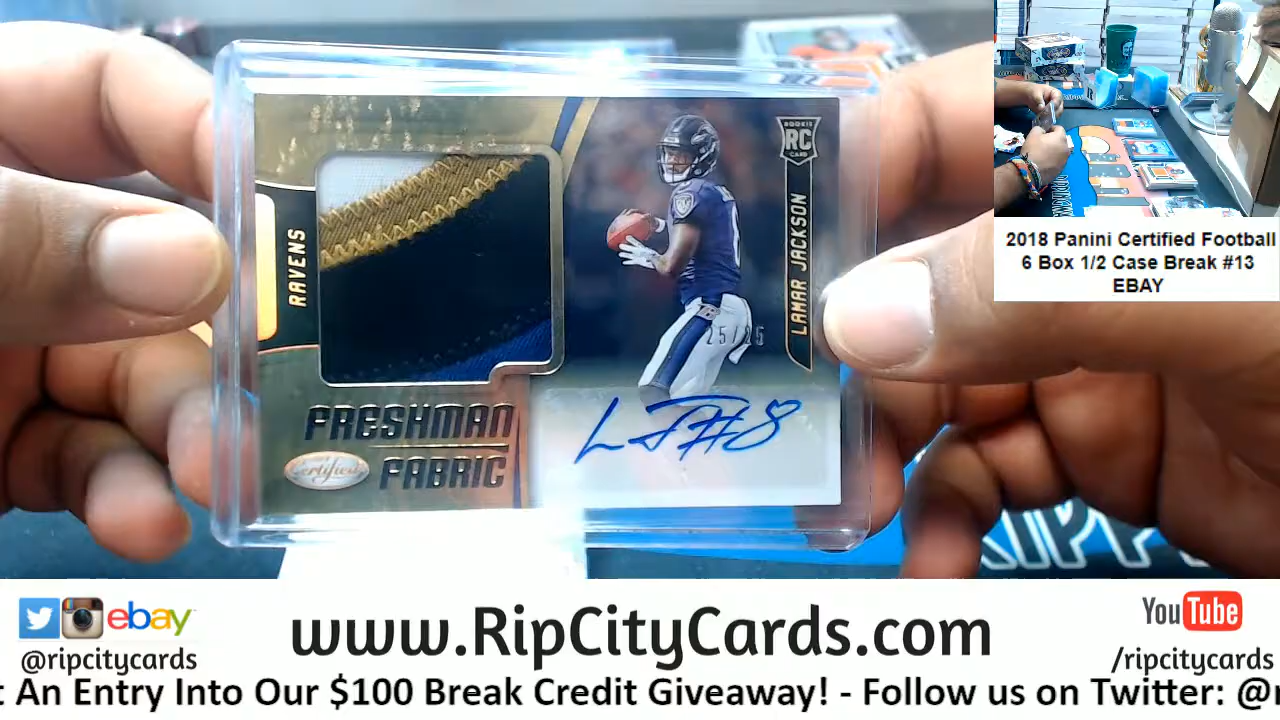 RAVENS
ROOKIE
RC
CARD
LAMAR JACKSON
25/25
FRESHMAN
FABRIC
Certified
L J #8
2018 Panini Certified Football
6 Box 1/2 Case Break #13
EBAY
ebay
@ripcitycards
www.RipCityCards.com
YouTube
/ripcitycards
An Entry Into Our $100 Break Credit Giveaway! - Follow us on Twitter: